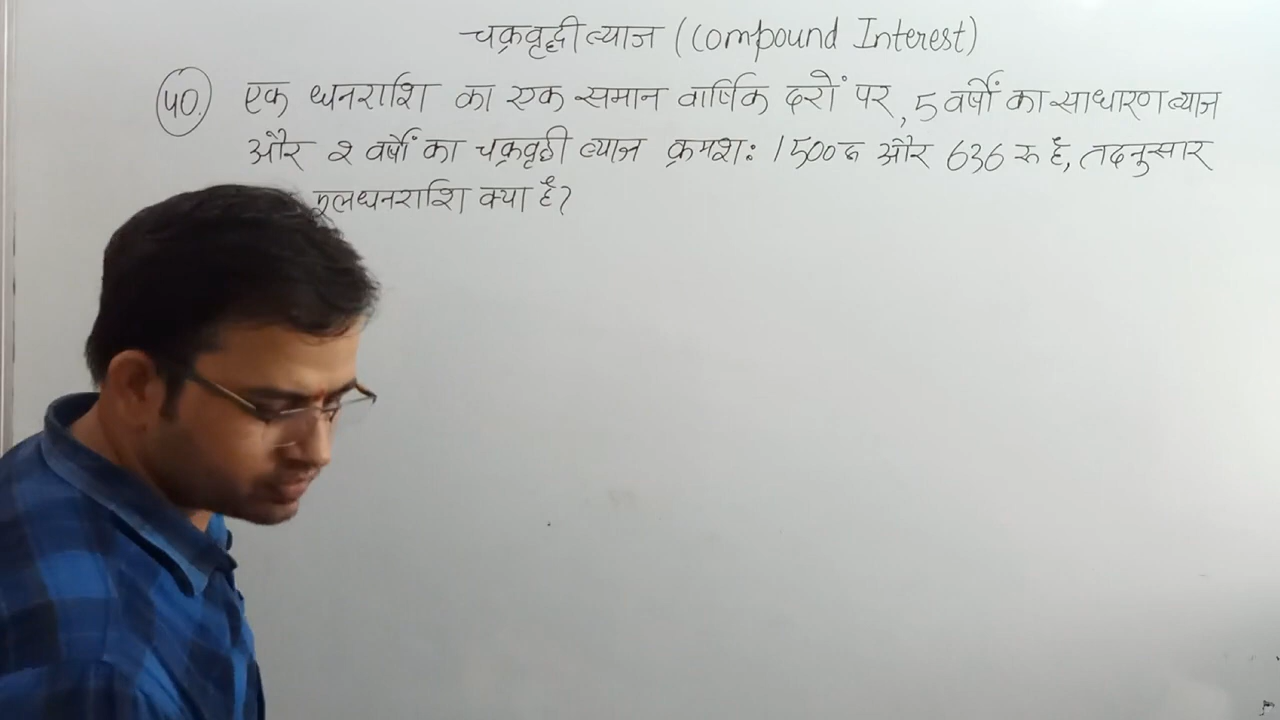 चक्रवृद्धी ब्याज (Compound Interest)
40. एक धनराशि का एक समान वार्षिक दरों पर, 5 वर्षों का साधारण ब्याज
और 2 वर्षों का चक्रवृद्धी ब्याज क्रमश: 1500 रु और 636 रु है, तदनुसार
मूलधनराशि क्या है?